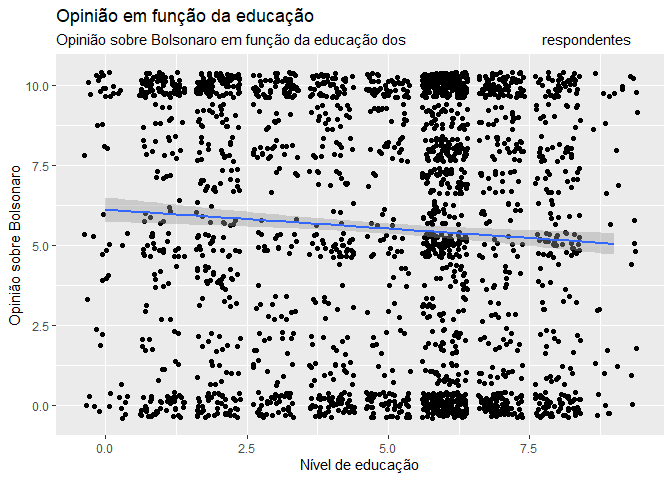 Opinião em função da educação
Opinião sobre Bolsonaro em função da educação dos respondentes
Opinião sobre Bolsonaro
10.0
7.5
5.0
2.5
0.0
0.0 2.5 5.0 7.5
Nível de educação